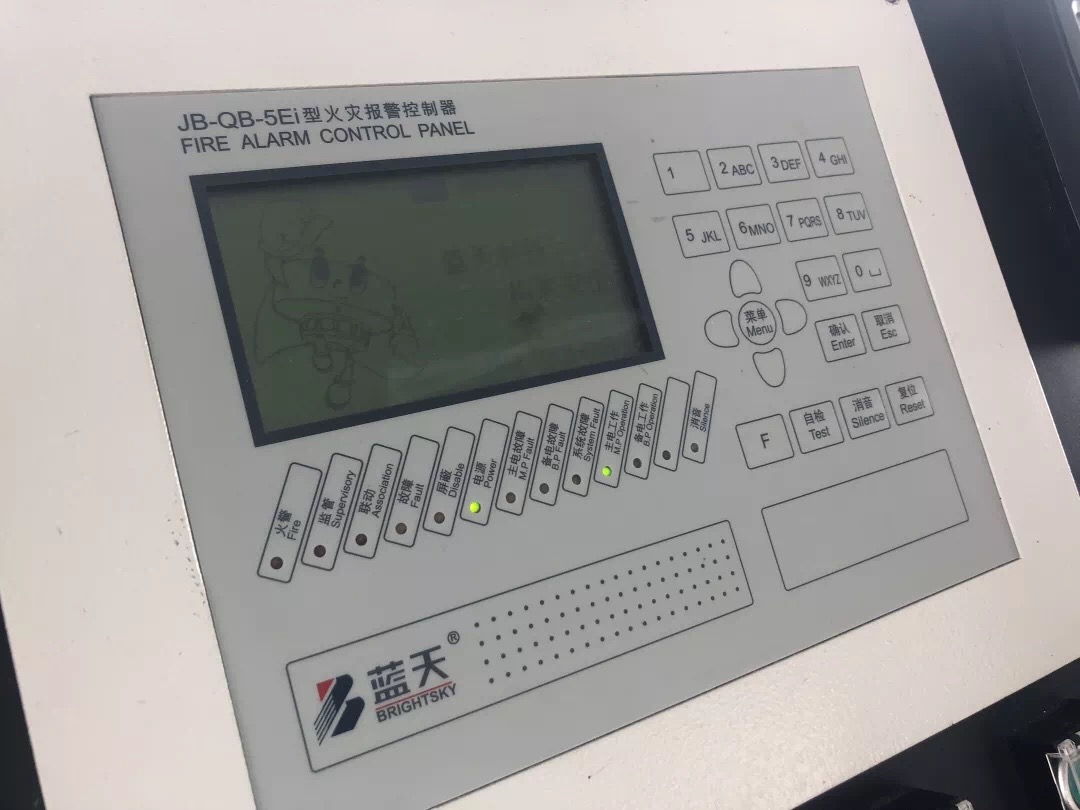 JB-QB-5Ei型火灾报警控制器
FIRE ALARM CONTROL PANEL
1
2 ABC
3 DEF
4 GHI
5 JKL
6 MNO
7 PQRS
8 TUV
9 WXYZ
0 ␣
菜单
Menu
确认
Enter
取消
Esc
F
自检
Test
消音
Silence
复位
Reset
火警
Fire
监管
Supervisory
联动
Association
故障
Fault
屏蔽
Disable
电源
Power
主电故障
M.P Fault
备电故障
B.P Fault
系统故障
System Fault
主电工作
M.P Operation
备电工作
B.P Operation
消音
Silence
蓝天®
BRIGHTSKY